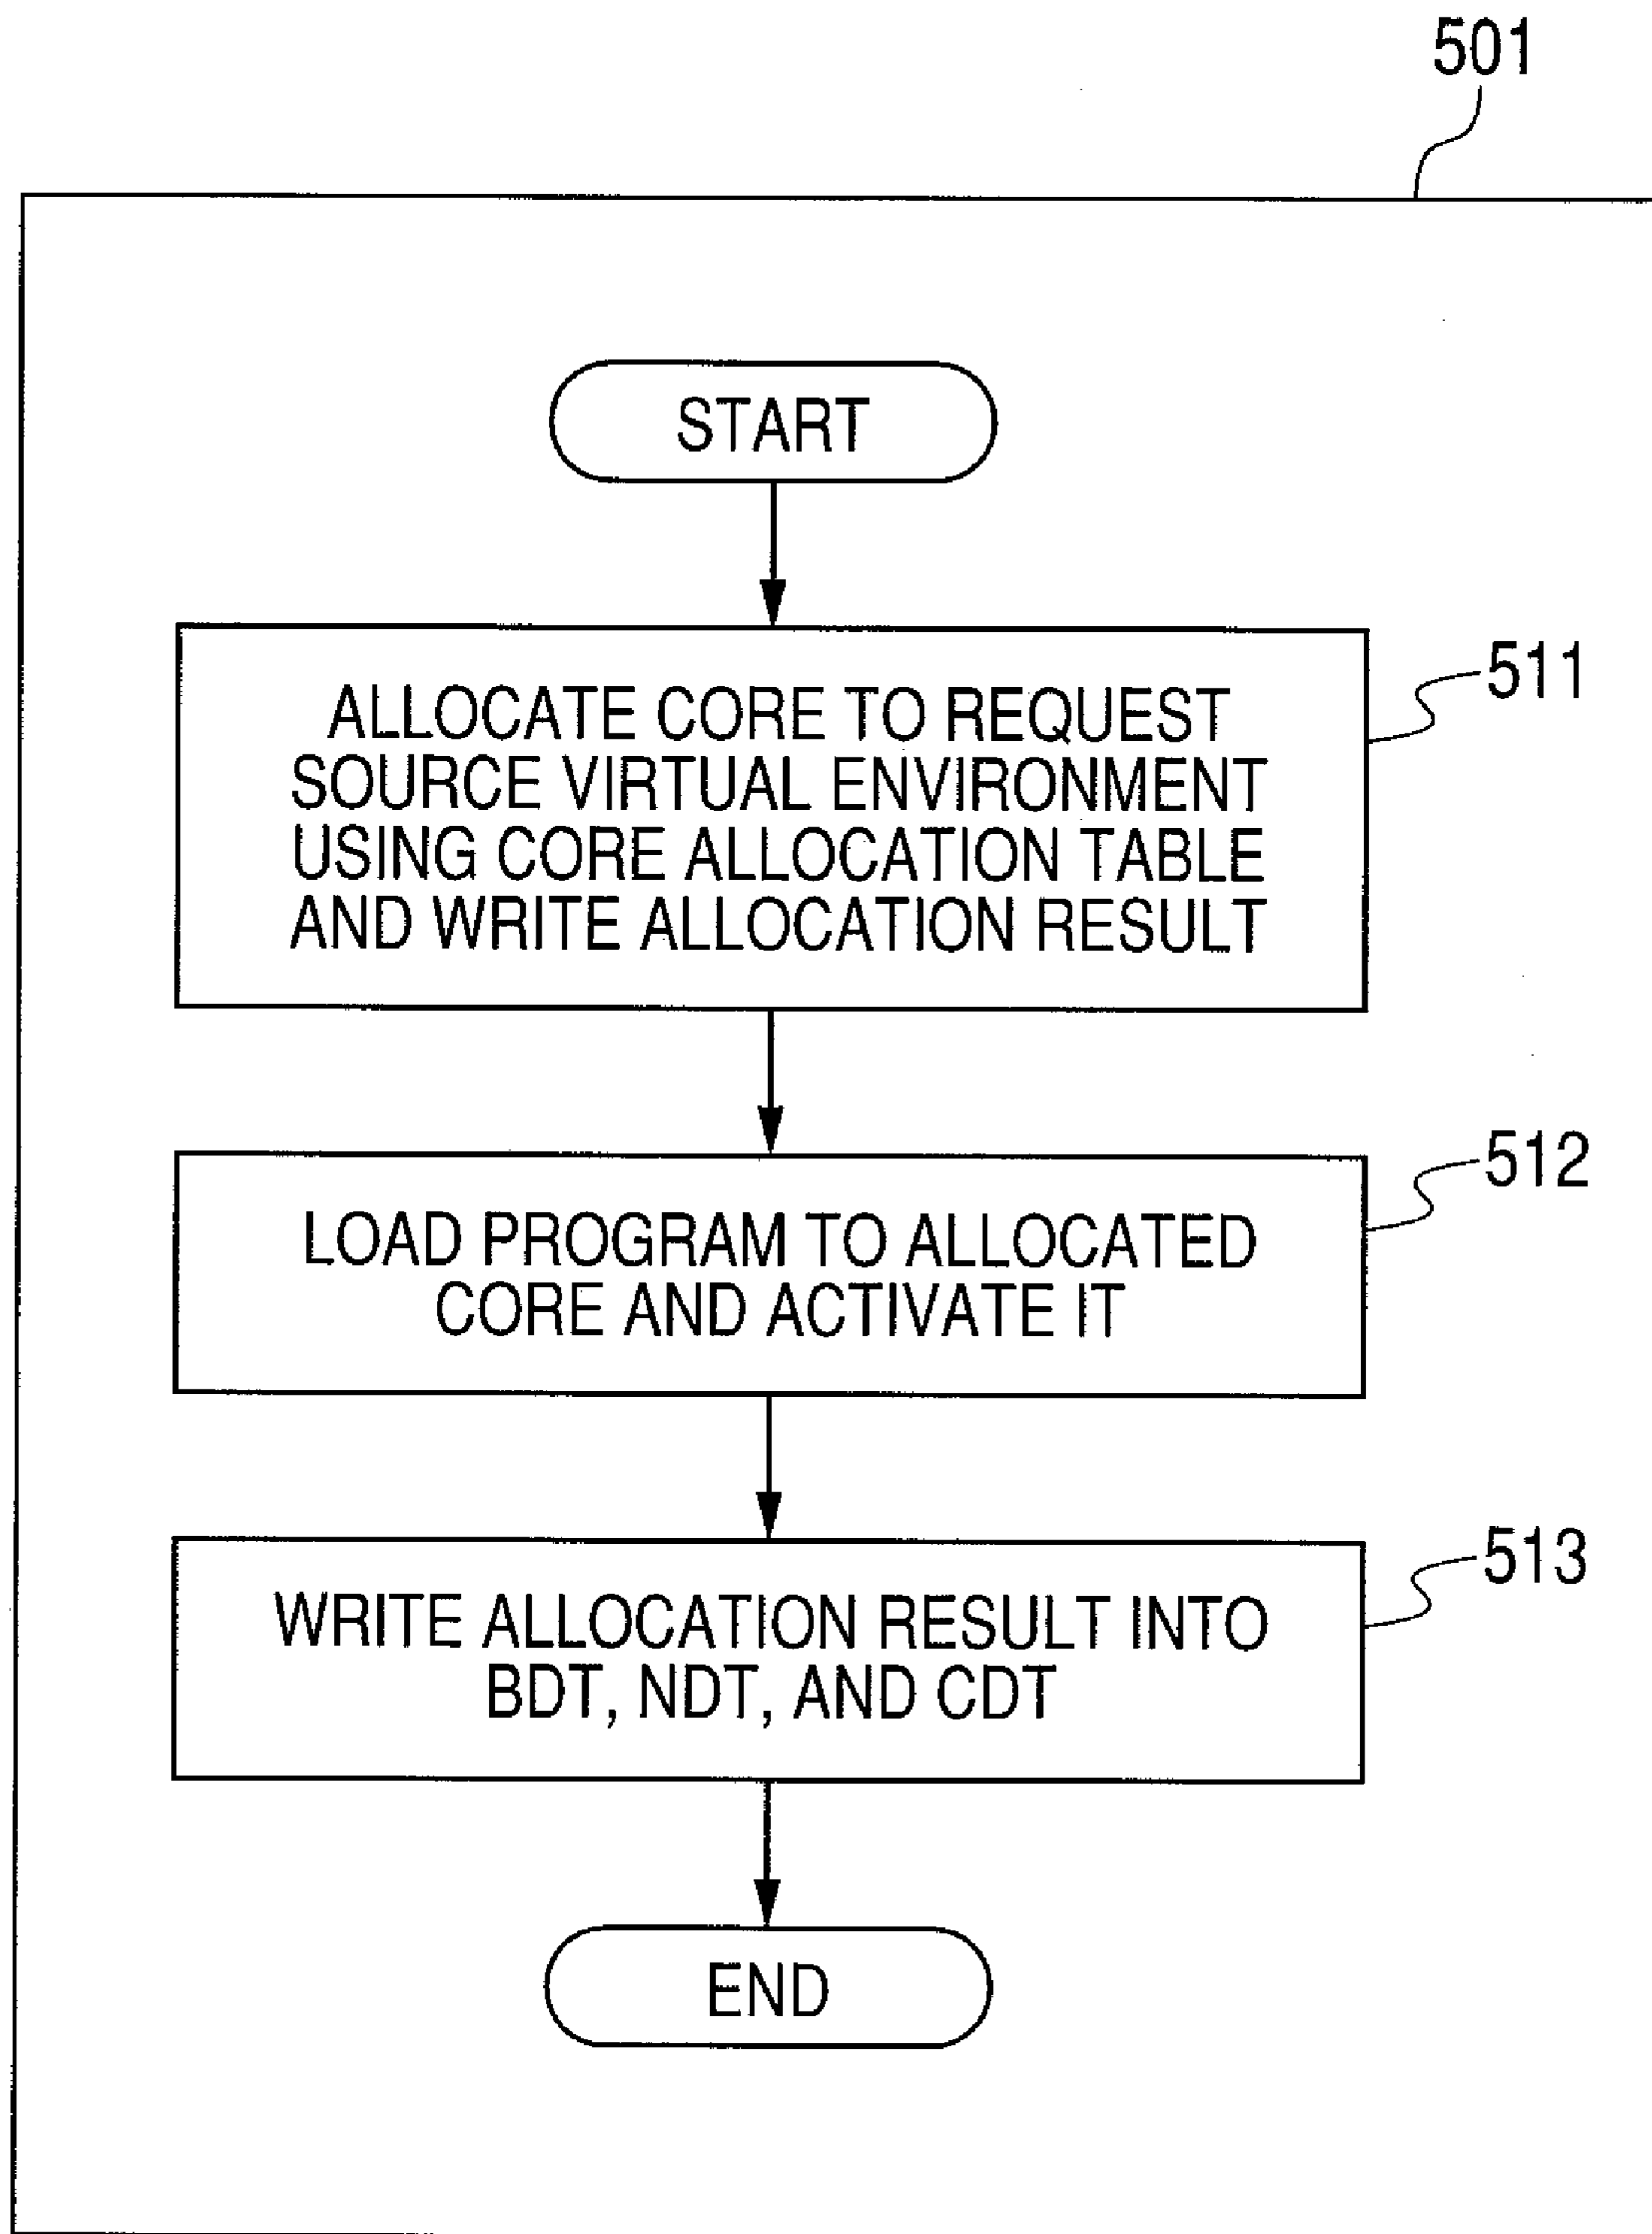 501
START
ALLOCATE CORE TO REQUEST
SOURCE VIRTUAL ENVIRONMENT
USING CORE ALLOCATION TABLE
AND WRITE ALLOCATION RESULT
511
LOAD PROGRAM TO ALLOCATED
CORE AND ACTIVATE IT
512
WRITE ALLOCATION RESULT INTO
BDT, NDT, AND CDT
513
END